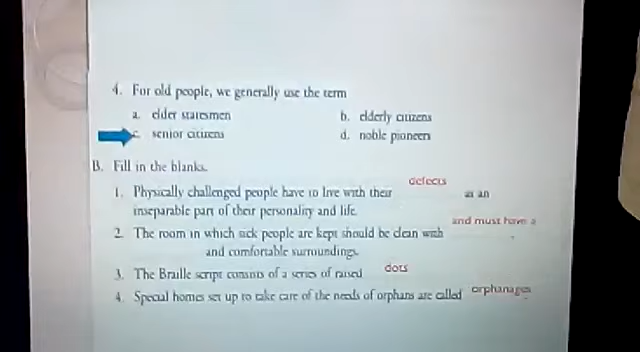 4. For old people, we generally use the term
a. elder statesmen b. elderly citizens
c. senior citizens d. noble pioneers
B. Fill in the blanks.
1. Physically challenged people have to live with their defects as an
inseparable part of their personality and life.
2. The room in which sick people are kept should be clean with and must have a
and comfortable surroundings.
3. The Braille script consists of a series of raised dots
4. Special homes set up to take care of the needs of orphans are called orphanages